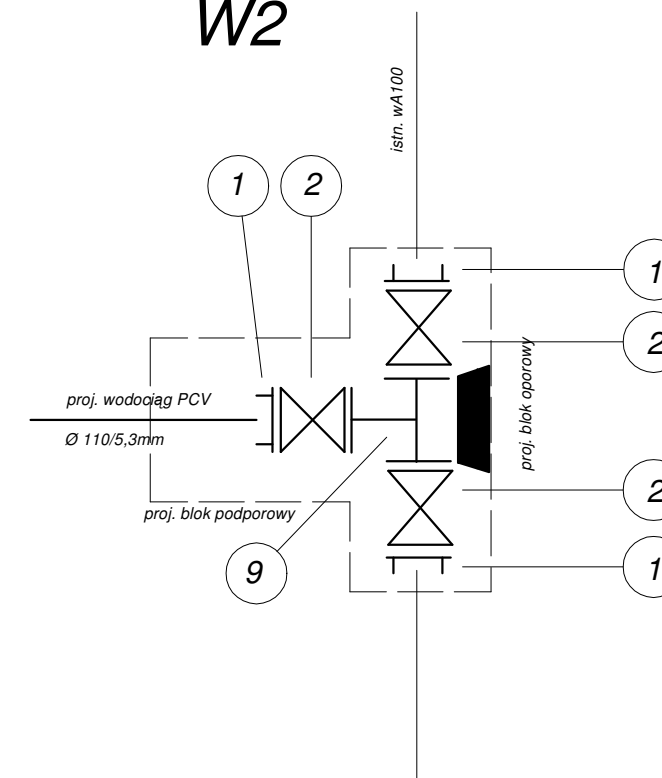 W2
istn. wA100
1
2
1
2
proj. wodociąg PCV
Ø 110/5,3mm
proj. blok oporowy
2
proj. blok podporowy
9
1